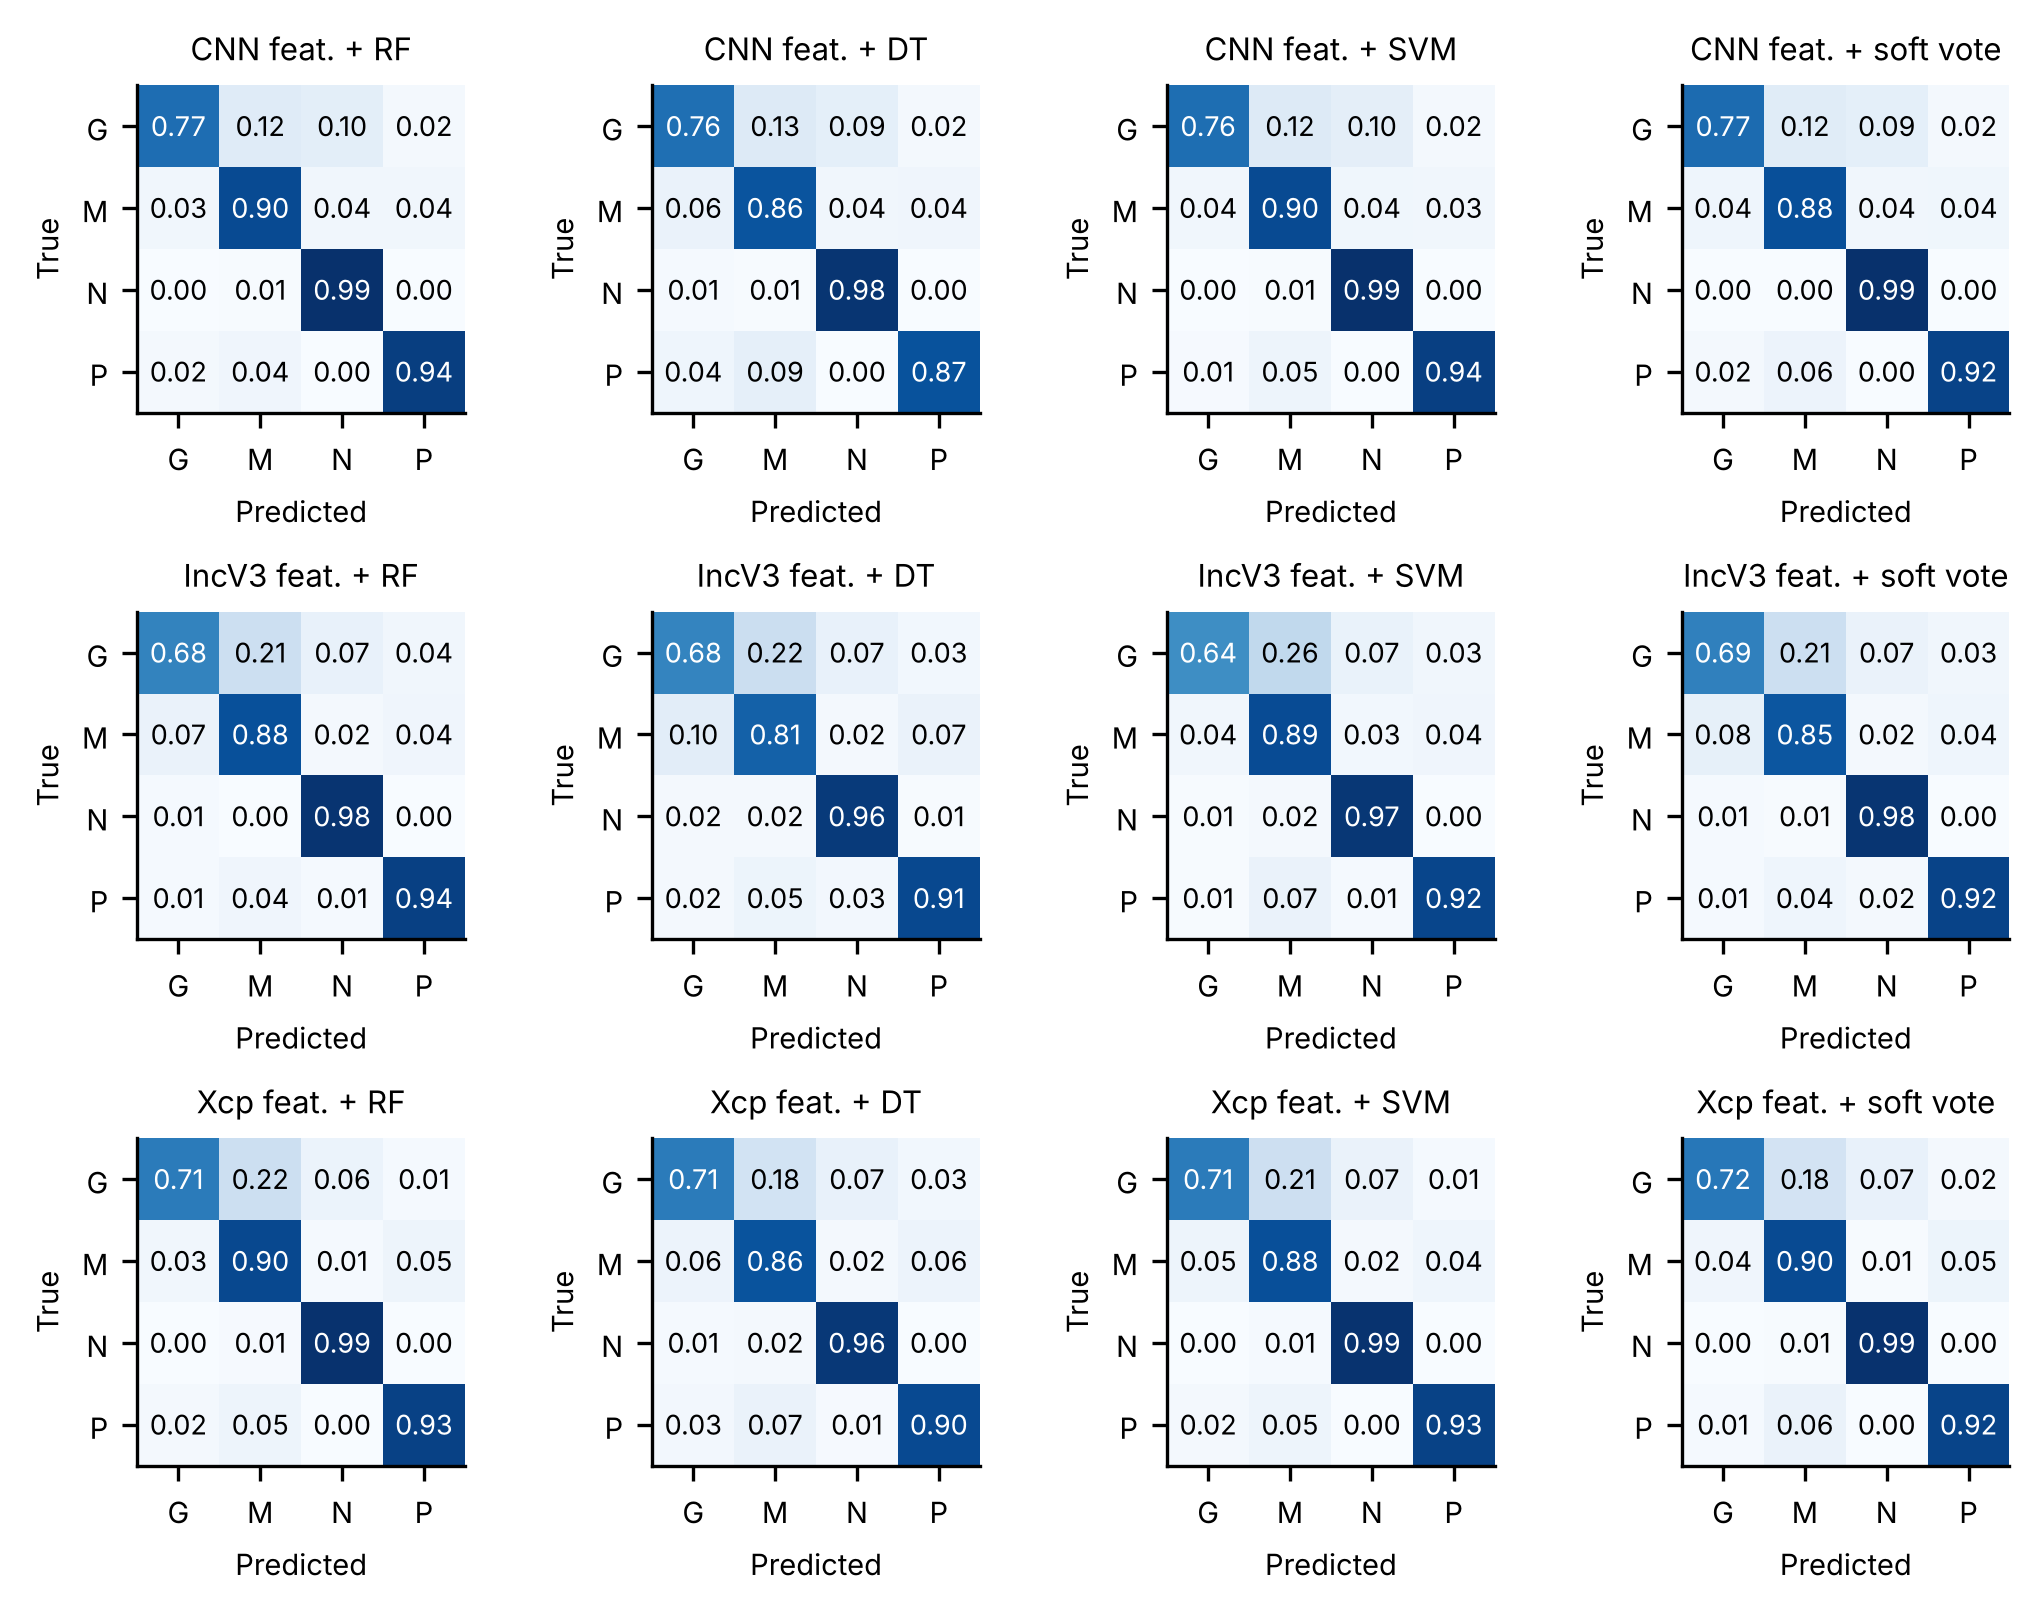 CNN feat. + RF
CNN feat. + DT
CNN feat. + SVM
CNN feat. + soft vote
True
G 0.77 0.12 0.10 0.02
M 0.03 0.90 0.04 0.04
N 0.00 0.01 0.99 0.00
P 0.02 0.04 0.00 0.94
G M N P
Predicted
True
G 0.76 0.13 0.09 0.02
M 0.06 0.86 0.04 0.04
N 0.01 0.01 0.98 0.00
P 0.04 0.09 0.00 0.87
G M N P
Predicted
True
G 0.76 0.12 0.10 0.02
M 0.04 0.90 0.04 0.03
N 0.00 0.01 0.99 0.00
P 0.01 0.05 0.00 0.94
G M N P
Predicted
True
G 0.77 0.12 0.09 0.02
M 0.04 0.88 0.04 0.04
N 0.00 0.00 0.99 0.00
P 0.02 0.06 0.00 0.92
G M N P
Predicted
IncV3 feat. + RF
IncV3 feat. + DT
IncV3 feat. + SVM
IncV3 feat. + soft vote
True
G 0.68 0.21 0.07 0.04
M 0.07 0.88 0.02 0.04
N 0.01 0.00 0.98 0.00
P 0.01 0.04 0.01 0.94
G M N P
Predicted
True
G 0.68 0.22 0.07 0.03
M 0.10 0.81 0.02 0.07
N 0.02 0.02 0.96 0.01
P 0.02 0.05 0.03 0.91
G M N P
Predicted
True
G 0.64 0.26 0.07 0.03
M 0.04 0.89 0.03 0.04
N 0.01 0.02 0.97 0.00
P 0.01 0.07 0.01 0.92
G M N P
Predicted
True
G 0.69 0.21 0.07 0.03
M 0.08 0.85 0.02 0.04
N 0.01 0.01 0.98 0.00
P 0.01 0.04 0.02 0.92
G M N P
Predicted
Xcp feat. + RF
Xcp feat. + DT
Xcp feat. + SVM
Xcp feat. + soft vote
True
G 0.71 0.22 0.06 0.01
M 0.03 0.90 0.01 0.05
N 0.00 0.01 0.99 0.00
P 0.02 0.05 0.00 0.93
G M N P
Predicted
True
G 0.71 0.18 0.07 0.03
M 0.06 0.86 0.02 0.06
N 0.01 0.02 0.96 0.00
P 0.03 0.07 0.01 0.90
G M N P
Predicted
True
G 0.71 0.21 0.07 0.01
M 0.05 0.88 0.02 0.04
N 0.00 0.01 0.99 0.00
P 0.02 0.05 0.00 0.93
G M N P
Predicted
True
G 0.72 0.18 0.07 0.02
M 0.04 0.90 0.01 0.05
N 0.00 0.01 0.99 0.00
P 0.01 0.06 0.00 0.92
G M N P
Predicted